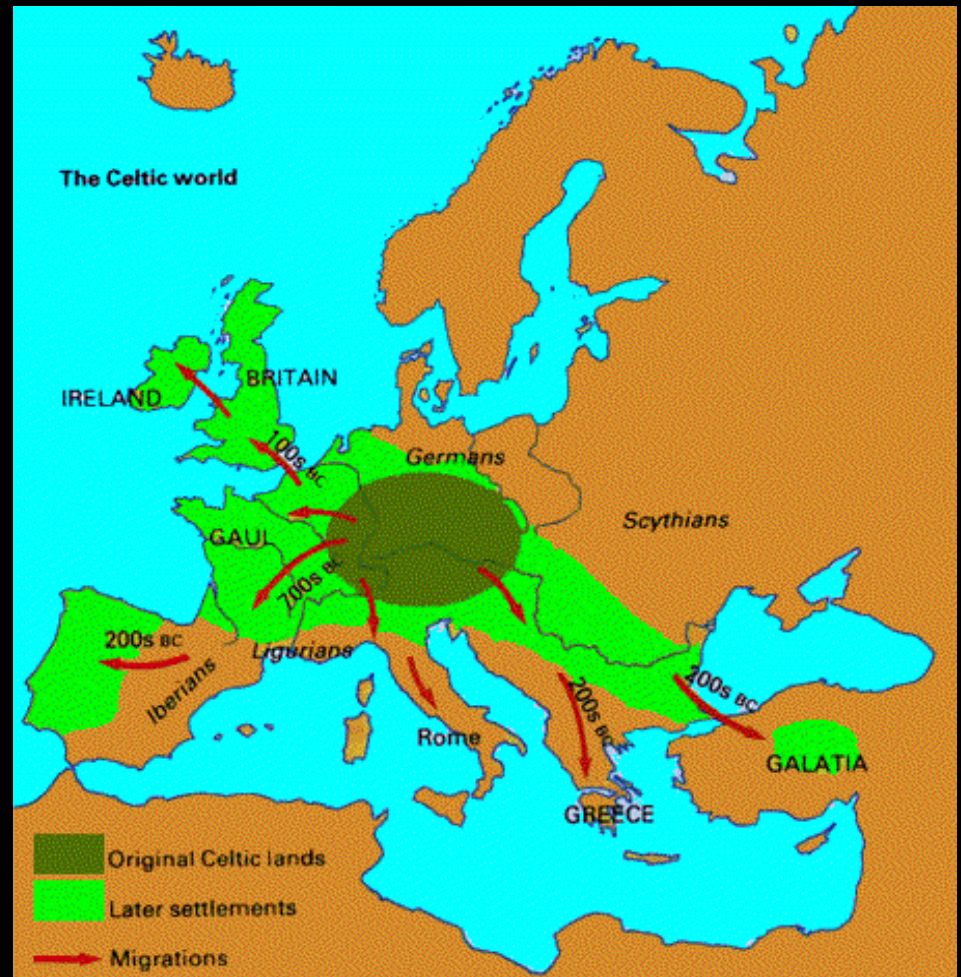 The Celtic world
BRITAIN
IRELAND
100s BC
Germans
Scythians
GAUL
700s BC
200s BC
Ligurians
Iberians
200s BC
200s BC
Rome
GALATIA
GREECE
Original Celtic lands
Later settlements
Migrations